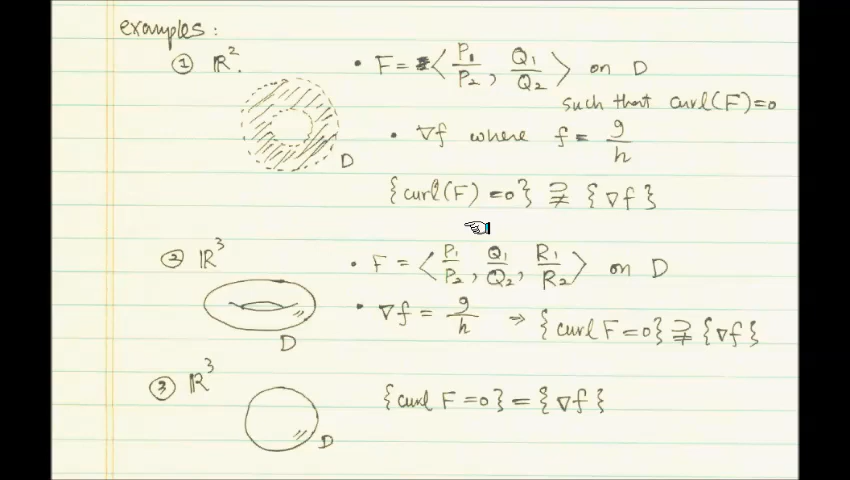 examples:
① ℝ².
• F = ⟨P₁/P₂, Q₁/Q₂⟩ on D
such that curl(F)=0
• ∇f where f = g/h
D
{curl(F) = 0} ⊋ {∇f}
② ℝ³
• F = ⟨P₁/P₂, Q₁/Q₂, R₁/R₂⟩ on D
• ∇f = g/h → {curl F = 0} ⊋ {∇f}
D
③ ℝ³
{curl F = 0} = {∇f}
D